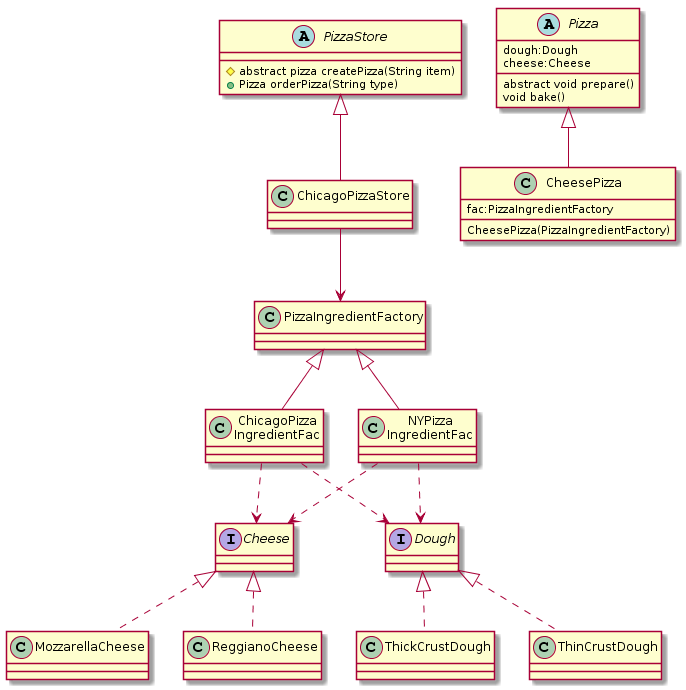 A PizzaStore
abstract pizza createPizza(String item)
Pizza orderPizza(String type)
A Pizza
dough:Dough
cheese:Cheese
abstract void prepare()
void bake()
C ChicagoPizzaStore
C CheesePizza
fac:PizzaIngredientFactory
CheesePizza(PizzaIngredientFactory)
C PizzaIngredientFactory
C ChicagoPizza
IngredientFac
C NYPizza
IngredientFac
I Cheese
I Dough
C MozzarellaCheese
C ReggianoCheese
C ThickCrustDough
C ThinCrustDough